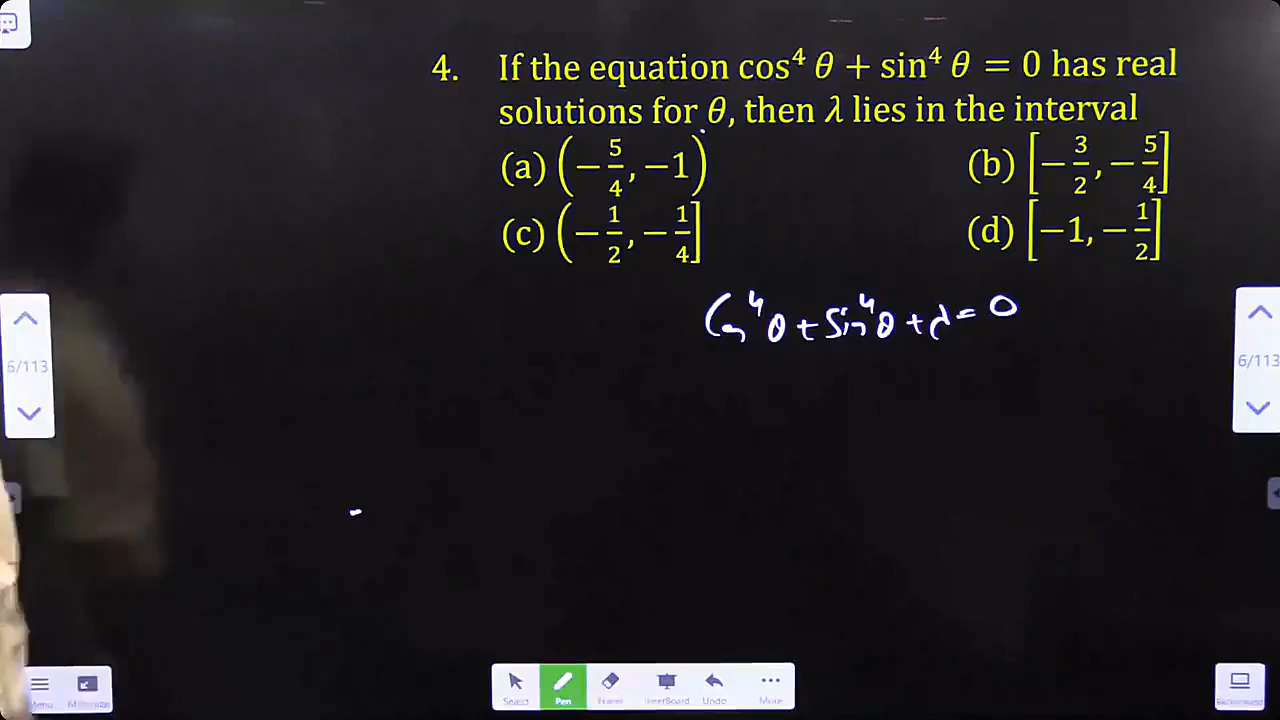 4. If the equation cos⁴ θ + sin⁴ θ = 0 has real
solutions for θ, then λ lies in the interval
(a) (−5/4, −1) (b) [−3/2, −5/4]
(c) (−1/2, −1/4] (d) [−1, −1/2]
Cos⁴θ + Sin⁴θ + λ = 0
6/113 6/113
Menu Select Pen Eraser Undo More